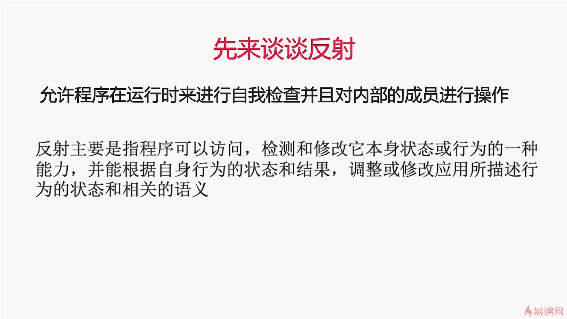 先来谈谈反射
允许程序在运行时来进行自我检查并且对内部的成员进行操作
反射主要是指程序可以访问，检测和修改它本身状态或行为的一种
能力，并能根据自身行为的状态和结果，调整或修改应用所描述行
为的状态和相关的语义
慕课网